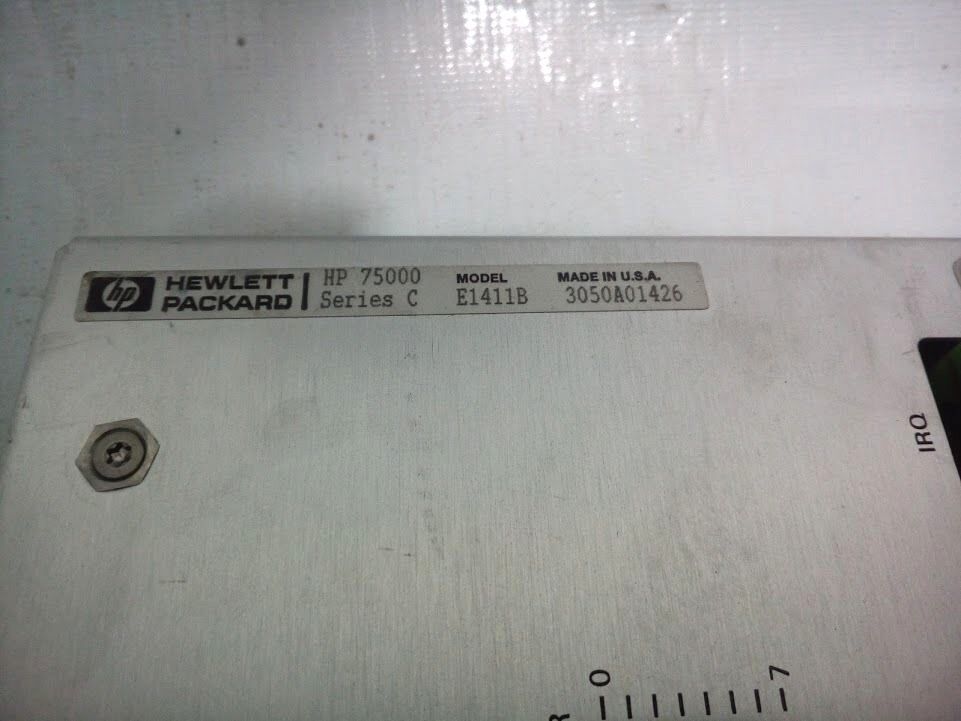 hp HEWLETT PACKARD HP 75000 Series C MODEL E1411B MADE IN U.S.A. 3050A01426
IRQ
0 7